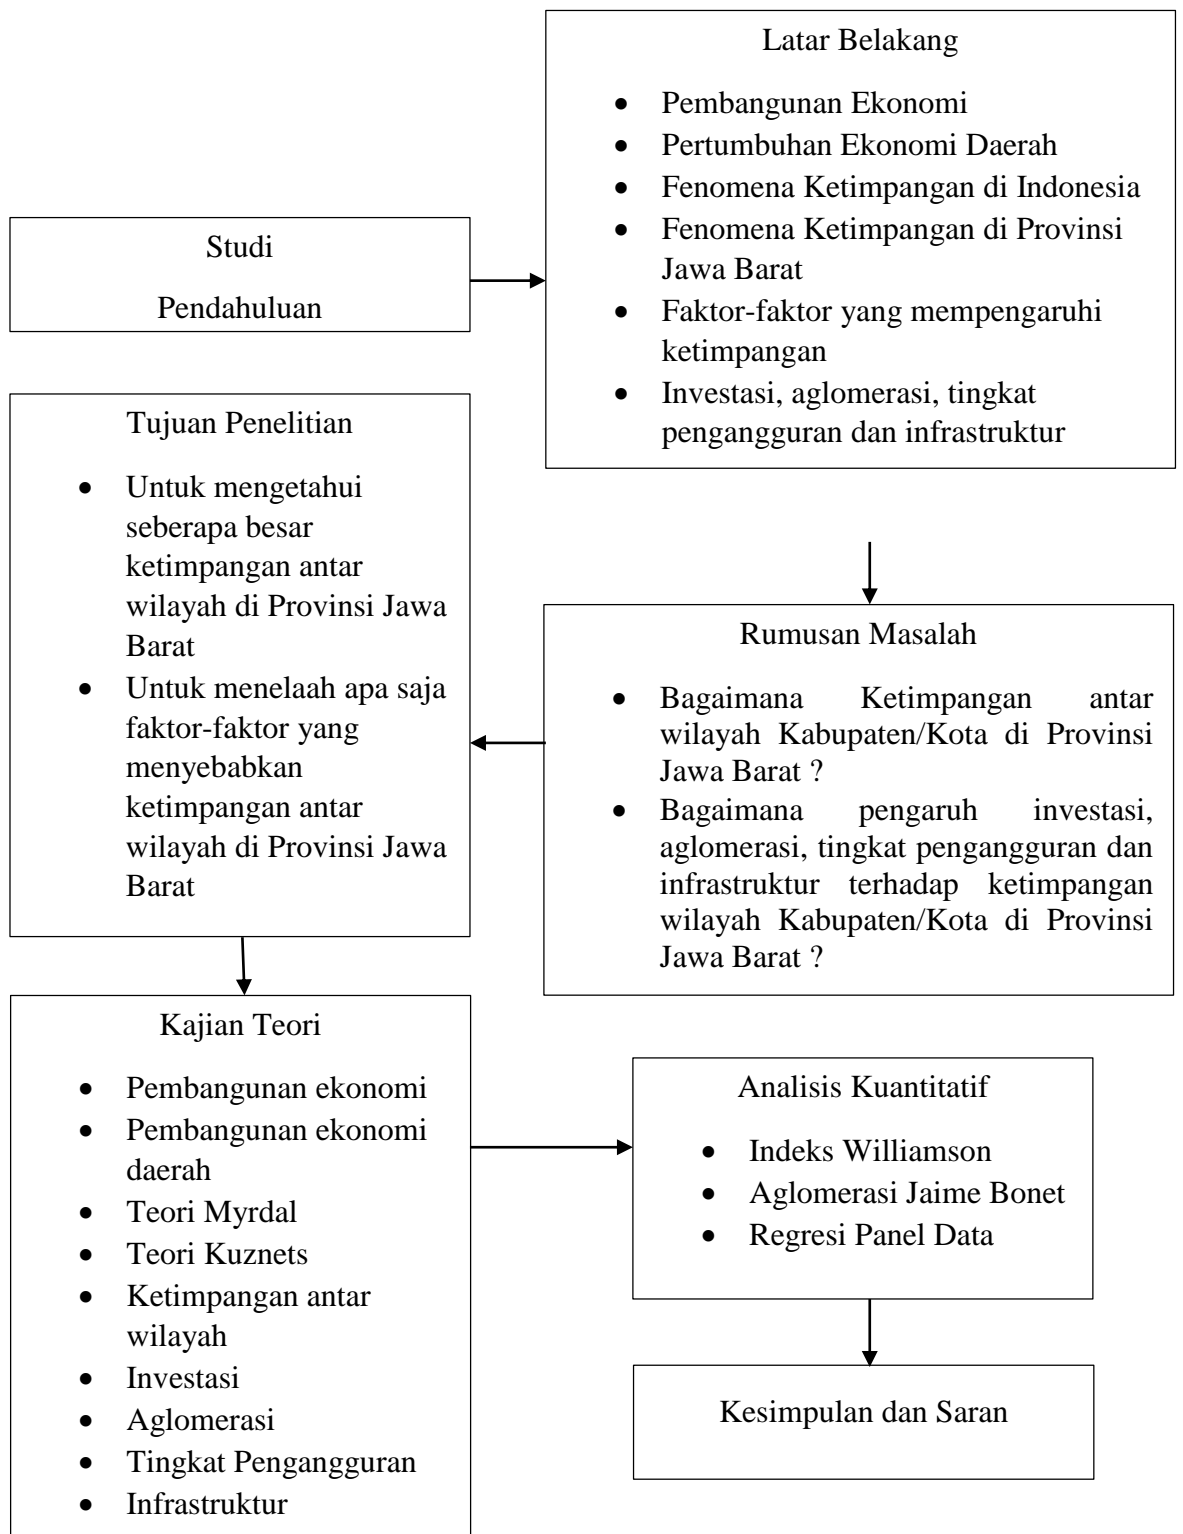 Studi
Pendahuluan
Latar Belakang
• Pembangunan Ekonomi
• Pertumbuhan Ekonomi Daerah
• Fenomena Ketimpangan di Indonesia
• Fenomena Ketimpangan di Provinsi
Jawa Barat
• Faktor-faktor yang mempengaruhi
ketimpangan
• Investasi, aglomerasi, tingkat
pengangguran dan infrastruktur
Rumusan Masalah
• Bagaimana Ketimpangan antar
wilayah Kabupaten/Kota di Provinsi
Jawa Barat ?
• Bagaimana pengaruh investasi,
aglomerasi, tingkat pengangguran dan
infrastruktur terhadap ketimpangan
wilayah Kabupaten/Kota di Provinsi
Jawa Barat ?
Tujuan Penelitian
• Untuk mengetahui
seberapa besar
ketimpangan antar
wilayah di Provinsi Jawa
Barat
• Untuk menelaah apa saja
faktor-faktor yang
menyebabkan
ketimpangan antar
wilayah di Provinsi Jawa
Barat
Kajian Teori
• Pembangunan ekonomi
• Pembangunan ekonomi
daerah
• Teori Myrdal
• Teori Kuznets
• Ketimpangan antar
wilayah
• Investasi
• Aglomerasi
• Tingkat Pengangguran
• Infrastruktur
Analisis Kuantitatif
• Indeks Williamson
• Aglomerasi Jaime Bonet
• Regresi Panel Data
Kesimpulan dan Saran